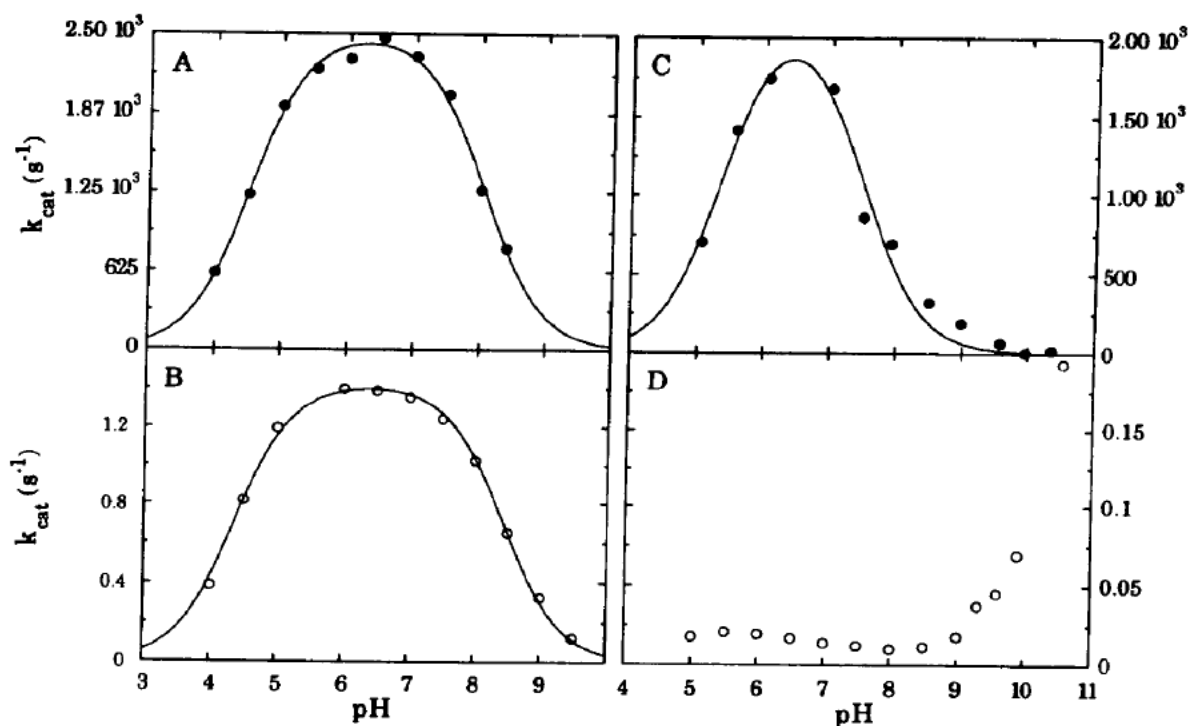 A
2.50 10³
1.87 10³
1.25 10³
625
0
k_cat (s⁻¹)
B
1.2
0.8
0.4
0
k_cat (s⁻¹)
3 4 5 6 7 8 9
pH
C
2.00 10³
1.50 10³
1.00 10³
500
0
D
0.15
0.1
0.05
0
4 5 6 7 8 9 10 11
pH